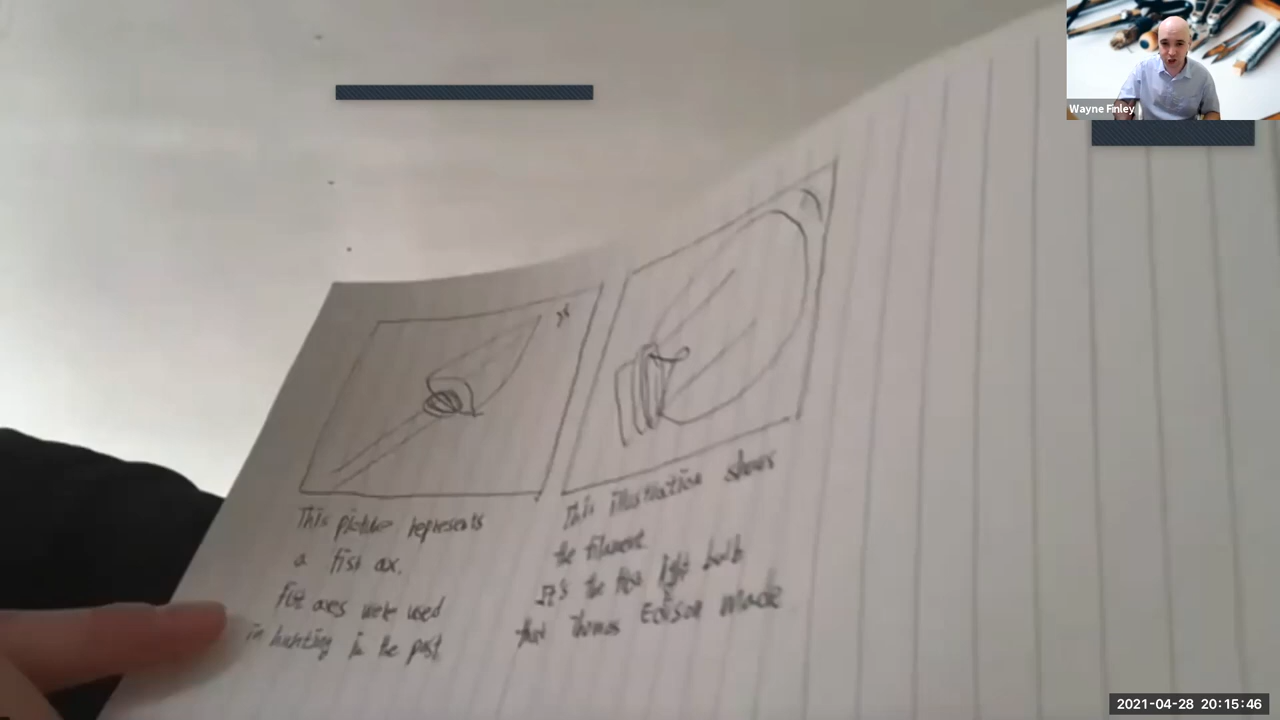 Wayne Finley
This picture represents
a fist ax.
Fist axes were used
in hunting in the past
This illustration shows
the filament.
It's the first light bulb
that Thomas Edison made
2021-04-28 20:15:46